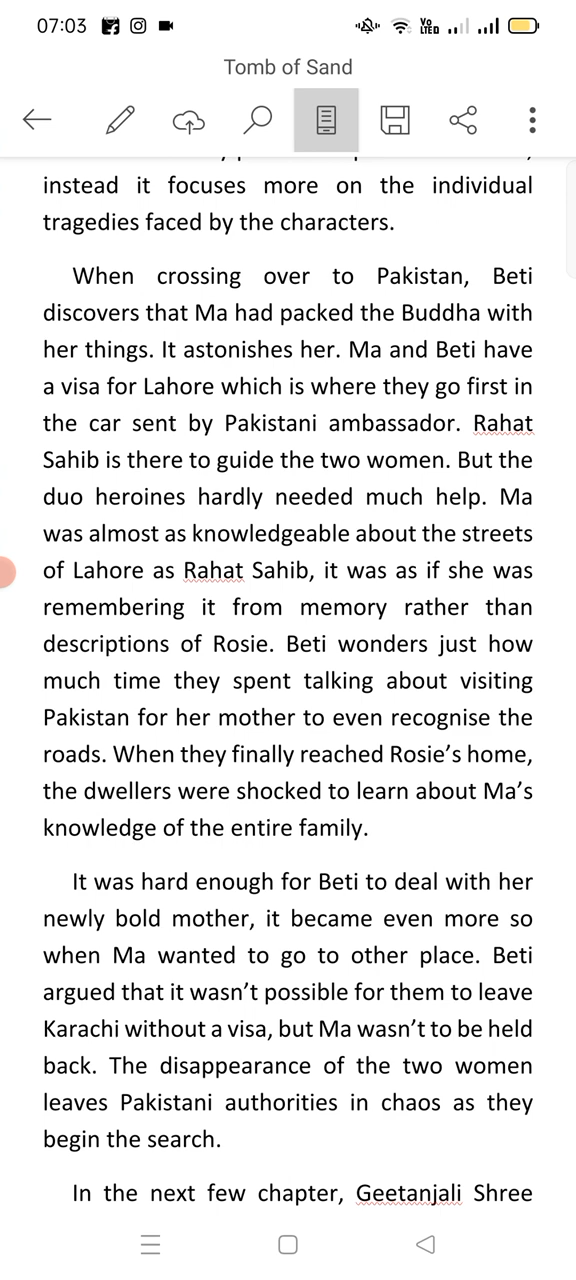 07:03
VoLTED
Tomb of Sand
instead it focuses more on the individual
tragedies faced by the characters.
When crossing over to Pakistan, Beti
discovers that Ma had packed the Buddha with
her things. It astonishes her. Ma and Beti have
a visa for Lahore which is where they go first in
the car sent by Pakistani ambassador. Rahat
Sahib is there to guide the two women. But the
duo heroines hardly needed much help. Ma
was almost as knowledgeable about the streets
of Lahore as Rahat Sahib, it was as if she was
remembering it from memory rather than
descriptions of Rosie. Beti wonders just how
much time they spent talking about visiting
Pakistan for her mother to even recognise the
roads. When they finally reached Rosie’s home,
the dwellers were shocked to learn about Ma’s
knowledge of the entire family.
It was hard enough for Beti to deal with her
newly bold mother, it became even more so
when Ma wanted to go to other place. Beti
argued that it wasn’t possible for them to leave
Karachi without a visa, but Ma wasn’t to be held
back. The disappearance of the two women
leaves Pakistani authorities in chaos as they
begin the search.
In the next few chapter, Geetanjali Shree